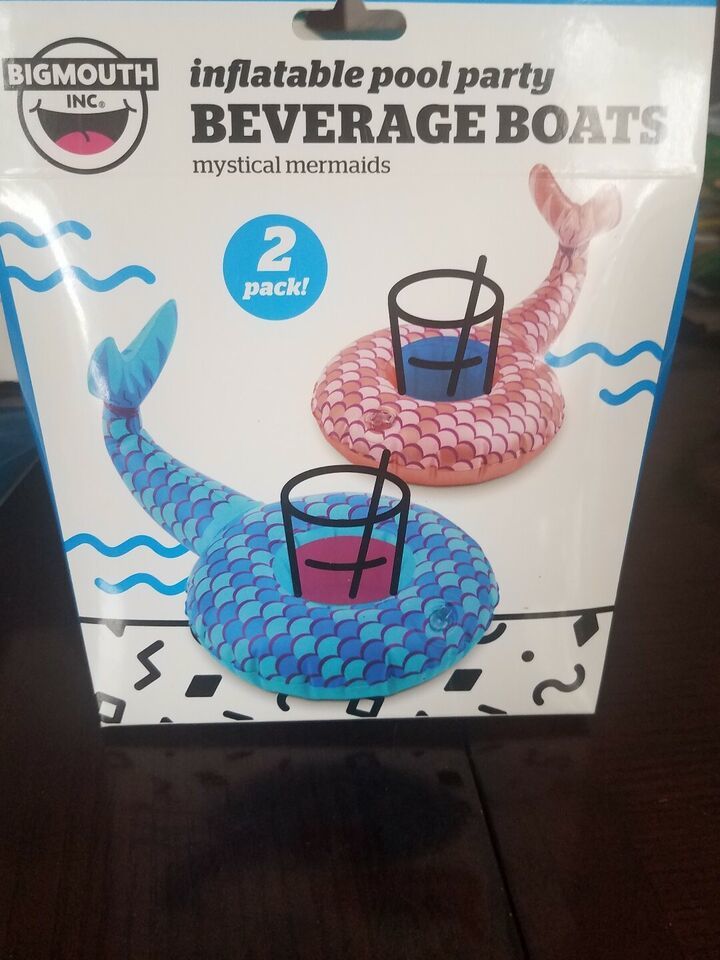 BIGMOUTH
INC®
inflatable pool party
BEVERAGE BOATS
mystical mermaids
2
pack!